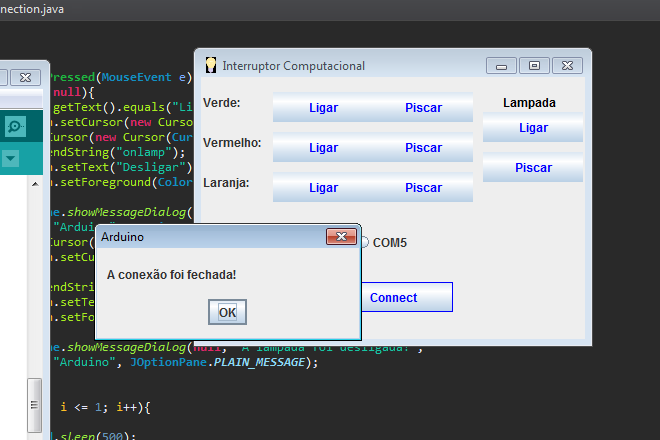 nnection.java
Interruptor Computacional
Pressed(MouseEvent e)
null){
getText().equals("Li
.setCursor(new Cursor
Cursor(new Cursor(Cur
endString("onlamp");
.setText("Desligar")
.setForeground(Color
ne.showMessageDialog(
"Arduin
Cursor(
.setCu
endStri
.setTe
.setFo
ne.showMessageDialog(null, "A lampada foi desligada!",
"Arduino", JOptionPane.PLAIN_MESSAGE);
i <= 1; i++){
d.sleep(500);
Verde:
Ligar
Piscar
Vermelho:
Ligar
Piscar
Laranja:
Ligar
Piscar
Lampada
Ligar
Piscar
COM5
Connect
Arduino
A conexão foi fechada!
OK